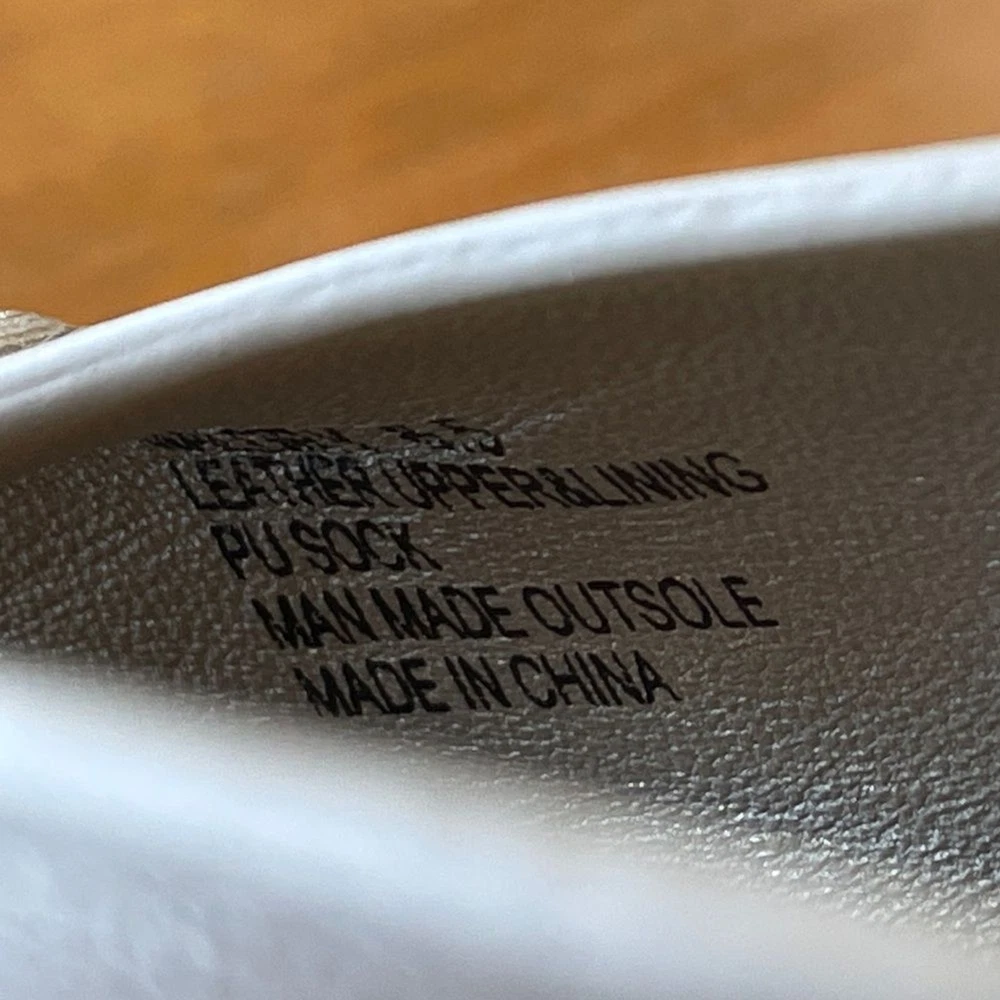 LEATHER UPPER&LINING
PU SOCK
MAN MADE OUTSOLE
MADE IN CHINA